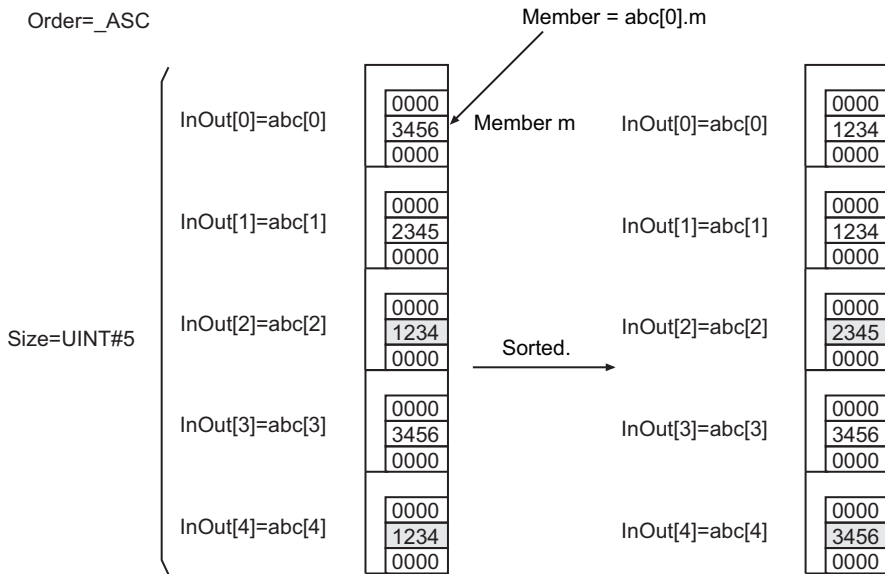 Member = abc[0].m
Order=_ASC
0000 0000
InOut[0]=abc[0] 3456 Member m InOut[0]=abc[0] 1234
0000 0000
0000 0000
InOut[1]=abc[1] 2345 InOut[1]=abc[1] 1234
0000 0000
0000 0000
InOut[2]=abc[2] 1234 InOut[2]=abc[2] 2345
Size=UINT#5
0000 Sorted. 0000
0000 0000
InOut[3]=abc[3] 3456 InOut[3]=abc[3] 3456
0000 0000
0000 0000
InOut[4]=abc[4] 1234 InOut[4]=abc[4] 3456
0000 0000